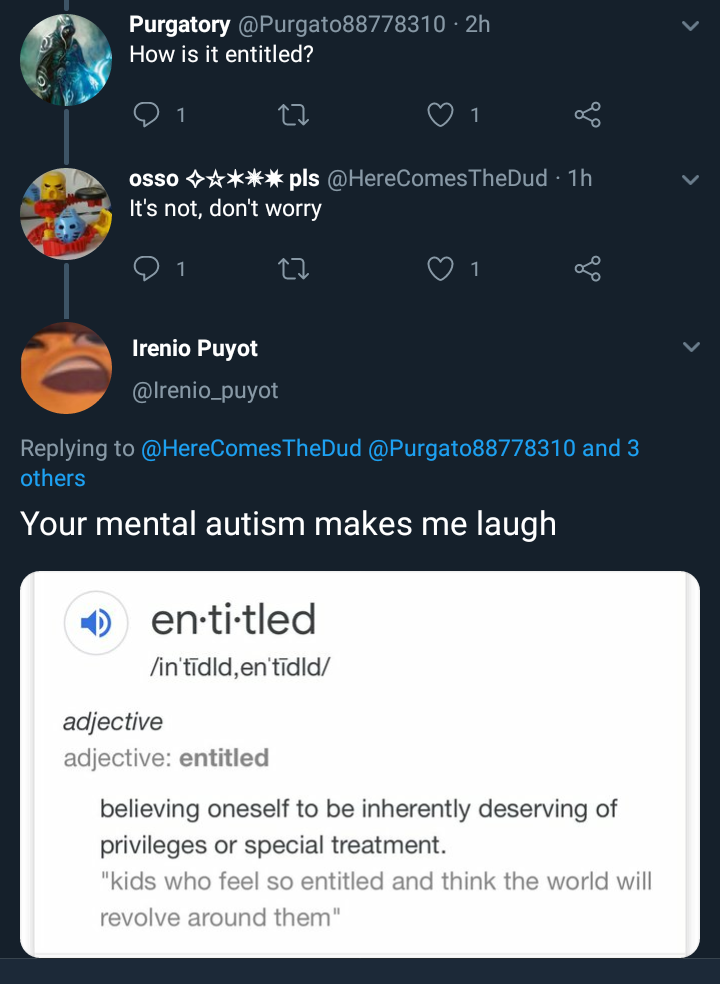 Purgatory @Purgato88778310 · 2h
How is it entitled?
1
1
osso ✧☆✶✷✸ pls @HereComesTheDud · 1h
It's not, don't worry
1
1
Irenio Puyot
@Irenio_puyot
Replying to @HereComesTheDud @Purgato88778310 and 3
others
Your mental autism makes me laugh
en·ti·tled
/inˈtīdld,enˈtīdld/
adjective
adjective: entitled
believing oneself to be inherently deserving of
privileges or special treatment.
"kids who feel so entitled and think the world will
revolve around them"